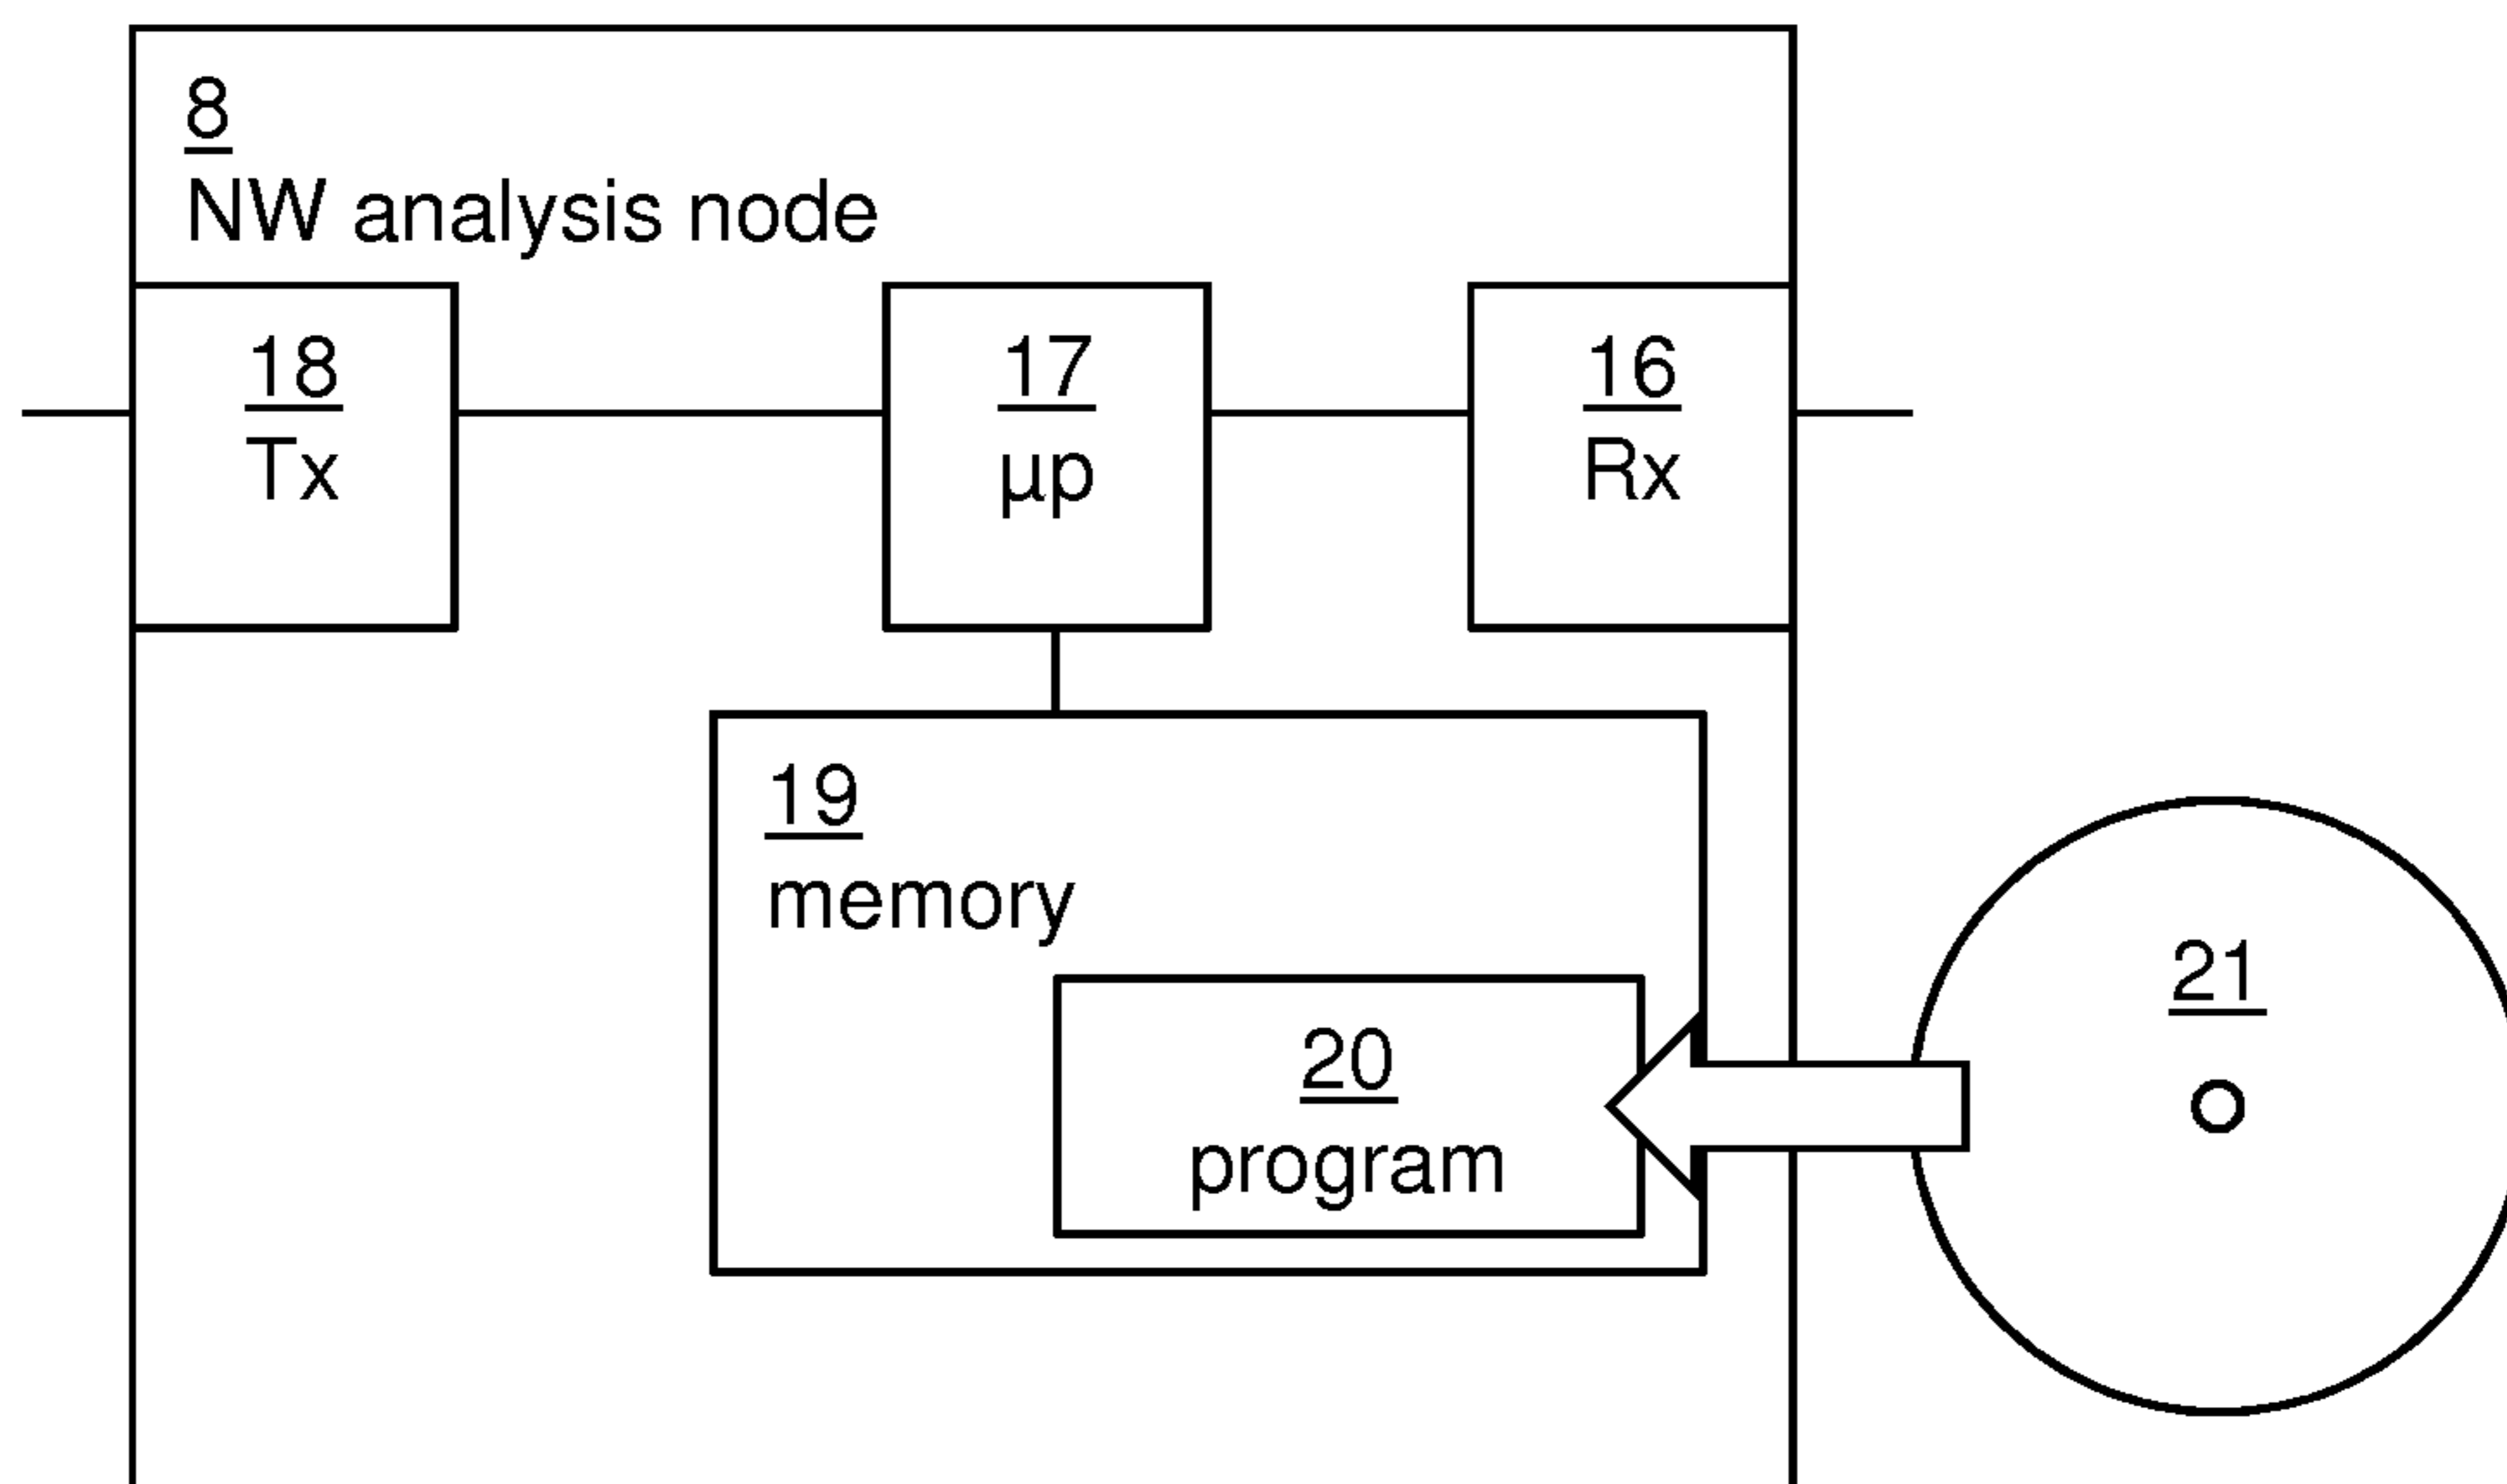 8
NW analysis node
18
Tx
17
µp
16
Rx
19
memory
20
program
21